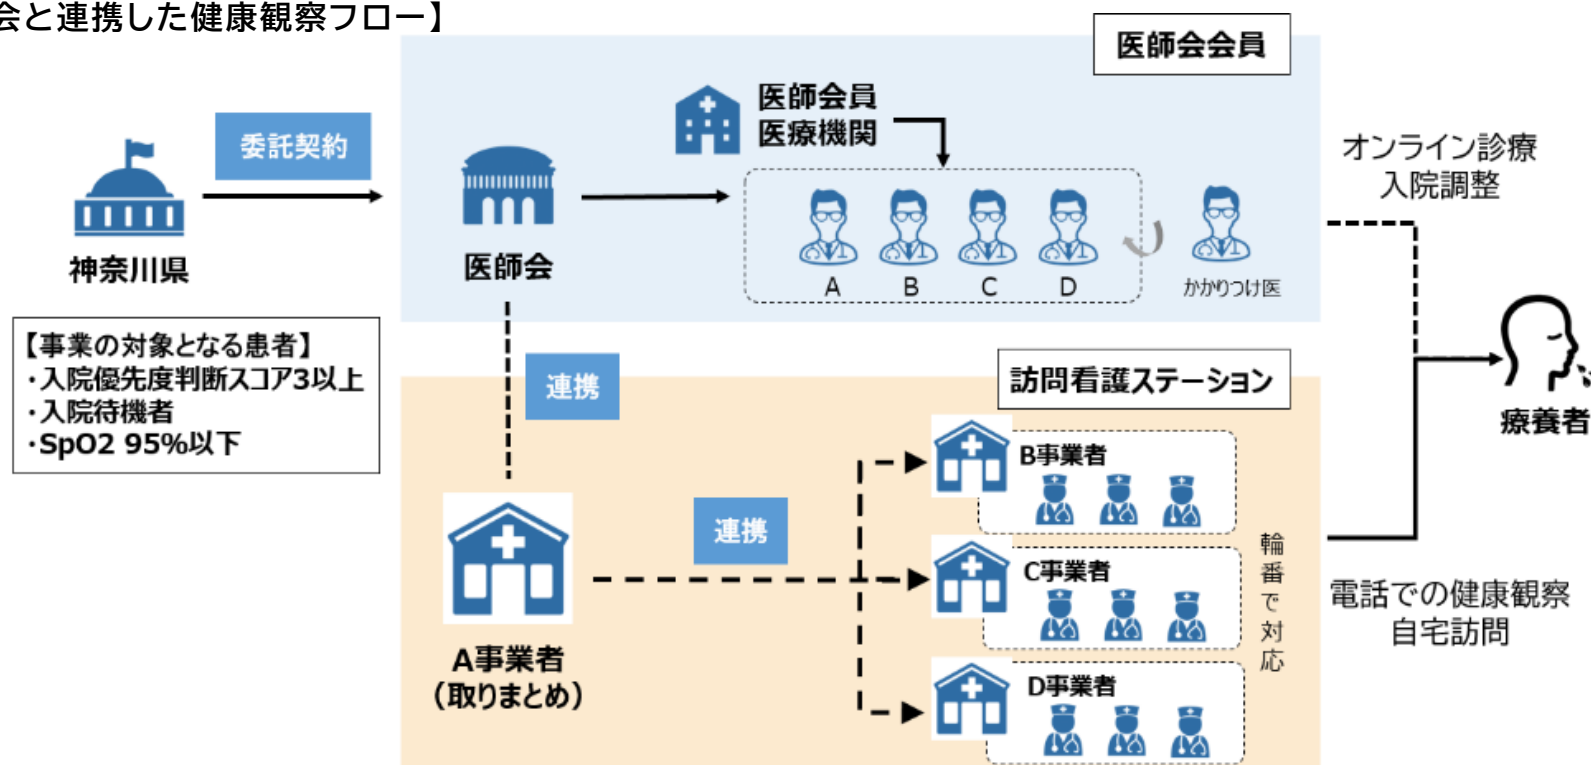 会と連携した健康観察フロー】
医師会会員
医師会員
医療機関
委託契約
オンライン診療
入院調整
神奈川県
医師会
A
B
C
D
かかりつけ医
【事業の対象となる患者】
・入院優先度判断スコア3以上
・入院待機者
・SpO2 95%以下
連携
訪問看護ステーション
療養者
B事業者
連携
C事業者
輪番で対応
電話での健康観察
自宅訪問
A事業者
（取りまとめ）
D事業者